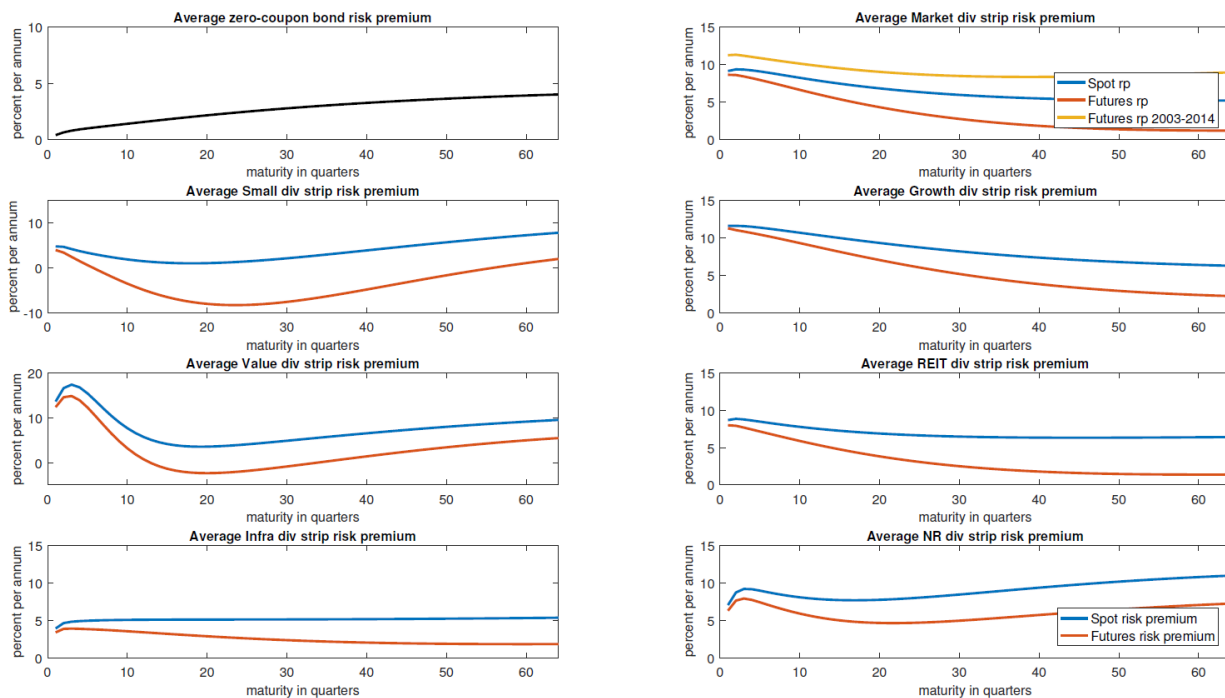 Average zero-coupon bond risk premium
percent per annum
10
5
0
0 10 20 30 40 50 60
maturity in quarters
Average Market div strip risk premium
percent per annum
15
10
5
0
Spot rp
Futures rp
Futures rp 2003-2014
0 10 20 30 40 50 60
maturity in quarters
Average Small div strip risk premium
percent per annum
10
0
-10
0 10 20 30 40 50 60
maturity in quarters
Average Growth div strip risk premium
percent per annum
15
10
5
0
0 10 20 30 40 50 60
maturity in quarters
Average Value div strip risk premium
percent per annum
20
10
0
0 10 20 30 40 50 60
maturity in quarters
Average REIT div strip risk premium
percent per annum
15
10
5
0
0 10 20 30 40 50 60
maturity in quarters
Average Infra div strip risk premium
percent per annum
15
10
5
0
0 10 20 30 40 50 60
maturity in quarters
Average NR div strip risk premium
percent per annum
15
10
5
0
Spot risk premium
Futures risk premium
0 10 20 30 40 50 60
maturity in quarters